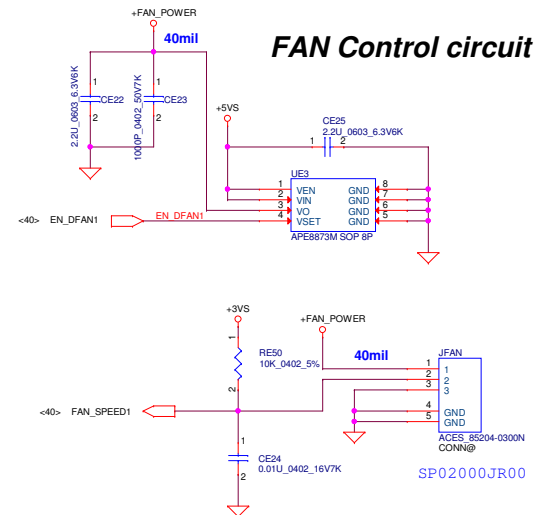 +FAN_POWER
40mil
FAN Control circuit
1
CE22
2
2.2U_0603_6.3V6K
1
CE23
2
1000P_0402_50V7K
+5VS
CE25
2.2U_0603_6.3V6K
1 2
UE3
1 VEN GND 8
2 VIN GND 7
3 VO GND 6
4 VSET GND 5
APE8873M SOP 8P
<40> EN_DFAN1 EN_DFAN1
+3VS
+FAN_POWER
1
RE50
10K_0402_5%
2
40mil
JFAN
1 1
2 2
3 3
4 GND
5 GND
ACES_85204-0300N
CONN@
<40> FAN_SPEED1
1
CE24
0.01U_0402_16V7K
2
SP02000JR00